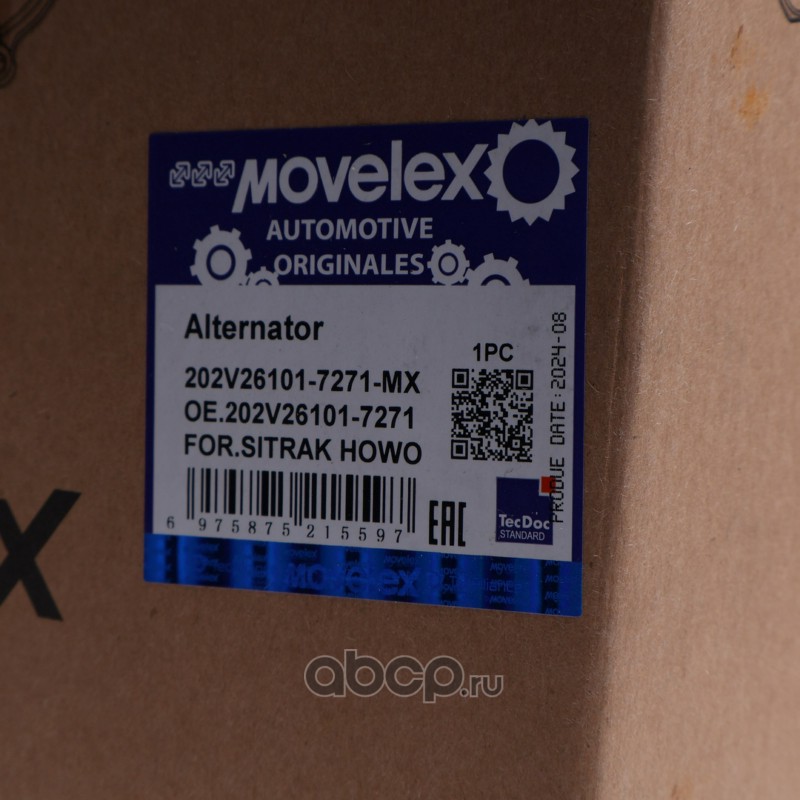 MOVELEX
AUTOMOTIVE
ORIGINALES
Alternator
1PC
202V26101-7271-MX
OE.202V26101-7271
FOR.SITRAK HOWO
PRODUE DATE:2024-08
6 975875 215597
EAC
TecDoc
STANDARD
MOVELEX
X
abcp.ru